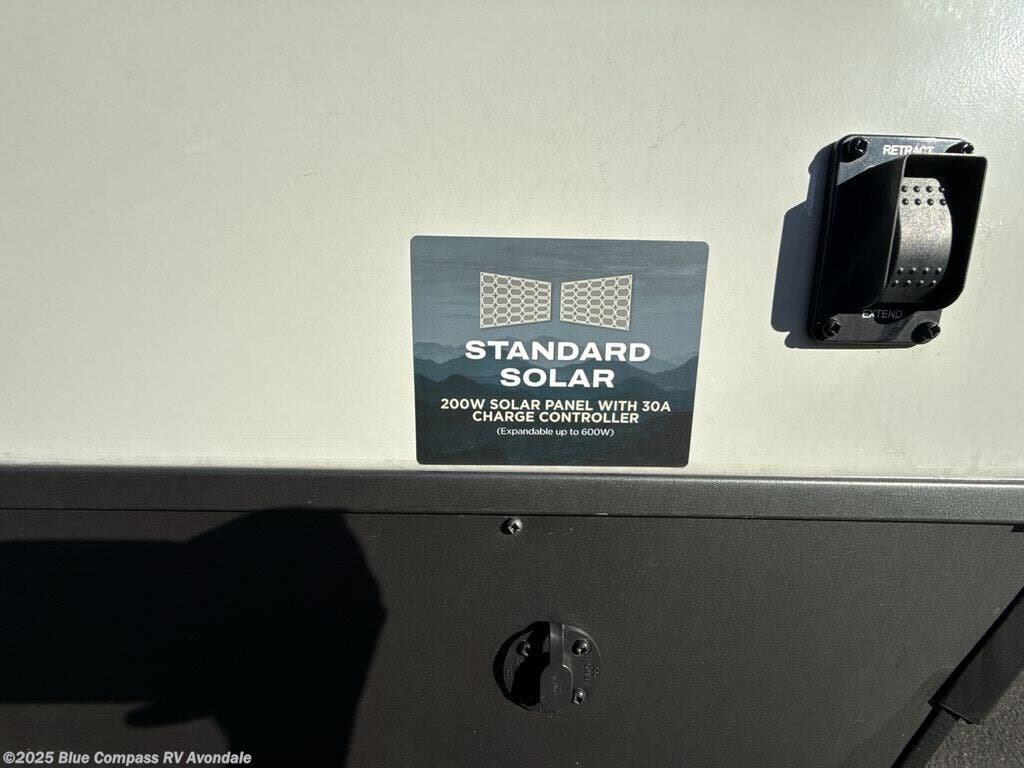 RETRACT
EXTEND
STANDARD
SOLAR
200W SOLAR PANEL WITH 30A
CHARGE CONTROLLER
(Expandable up to 600W)
©2025 Blue Compass RV Avondale